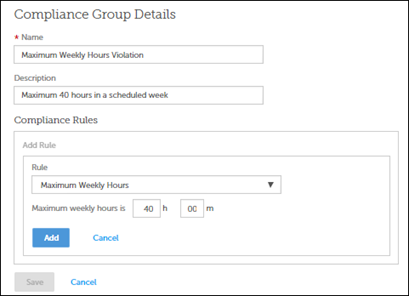 Compliance Group Details
* Name
Maximum Weekly Hours Violation
Description
Maximum 40 hours in a scheduled week
Compliance Rules
Add Rule
Rule
Maximum Weekly Hours
Maximum weekly hours is 40 h 00 m
Add Cancel
Save Cancel